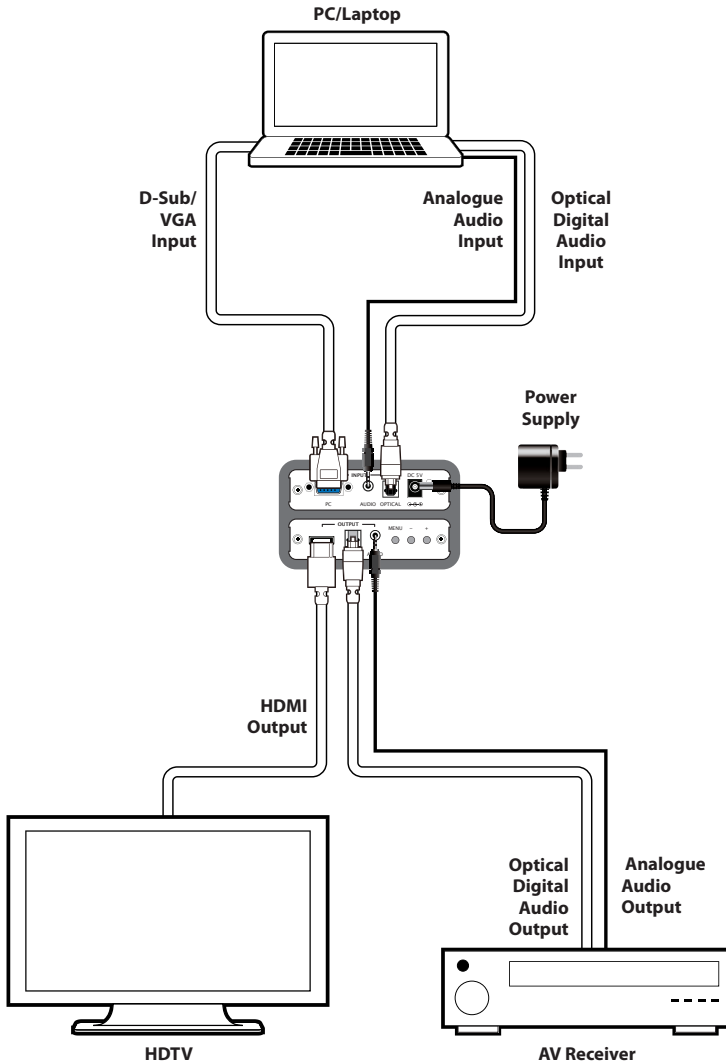 PC/Laptop
D-Sub/
VGA
Input
Analogue
Audio
Input
Optical
Digital
Audio
Input
Power
Supply
INPUT
DC 5V
PC
AUDIO OPTICAL
OUTPUT
MENU − +
HDMI
Output
Optical
Digital
Audio
Output
Analogue
Audio
Output
HDTV
AV Receiver